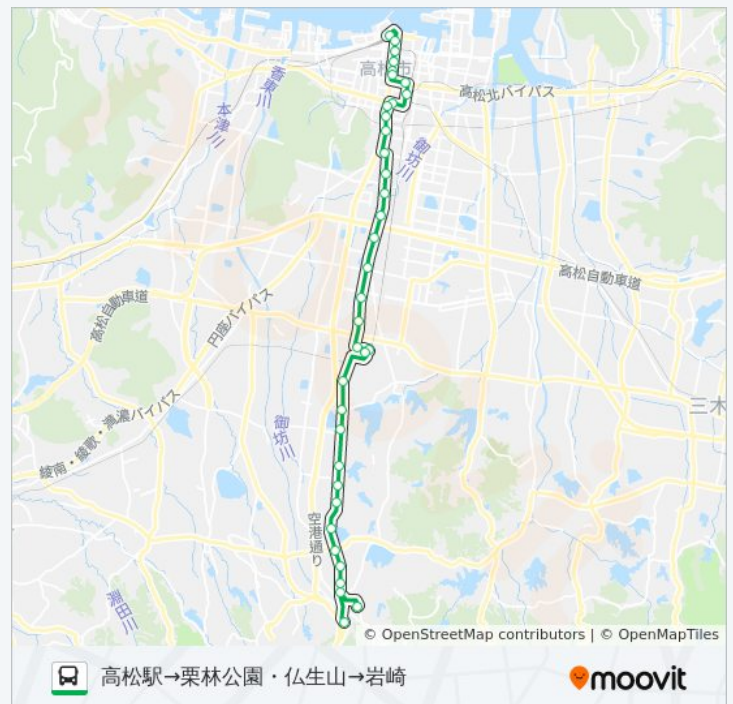 高松市
高松北バイパス
香東川
本津川
御坊川
高松自動車道
高松自動車道
円座バイパス
三木
綾南・綾歌・満濃バイパス
御坊川
空港通り
淵田川
© OpenStreetMap contributors | © OpenMapTiles
高松駅→栗林公園・仏生山→岩崎
moovit